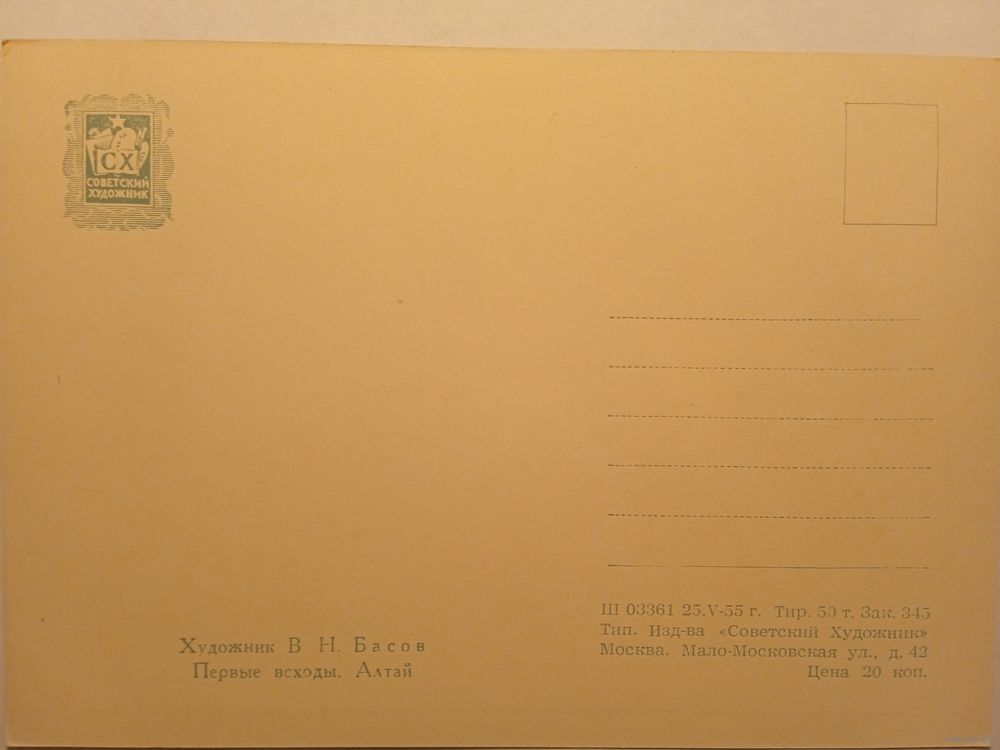 СХ
СОВЕТСКИЙ
ХУДОЖНИК
Художник В. Н. Басов
Первые всходы. Алтай
Ш 03361 25.V-55 г. Тир. 50 т. Зак. 345
Тип. Изд-ва «Советский Художник»
Москва. Мало-Московская ул., д. 42
Цена 20 коп.